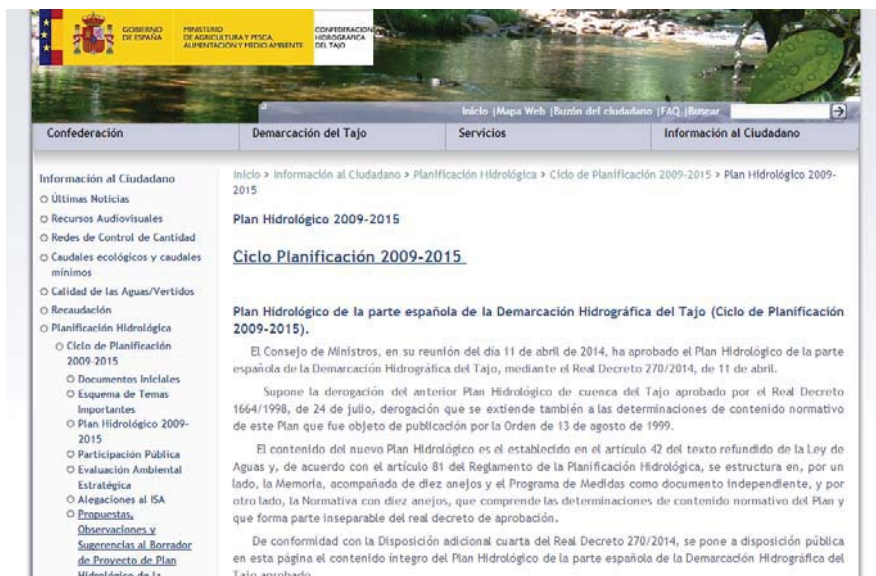 GOBIERNO DE ESPAÑA
MINISTERIO DE AGRICULTURA Y PESCA, ALIMENTACIÓN Y MEDIO AMBIENTE
CONFEDERACIÓN HIDROGRÁFICA DEL TAJO
Inicio |Mapa Web |Buzón del ciudadano |FAQ |Buscar
Confederación
Demarcación del Tajo
Servicios
Información al Ciudadano
Información al Ciudadano
Últimas Noticias
Recursos Audiovisuales
Redes de Control de Cantidad
Caudales ecológicos y caudales
mínimos
Calidad de las Aguas/Vertidos
Recaudación
Planificación Hidrológica
Ciclo de Planificación
2009-2015
Documentos Iniciales
Esquema de Temas
Importantes
Plan Hidrológico 2009-
2015
Participación Pública
Evaluación Ambiental
Estratégica
Alegaciones al ISA
Propuestas,
Observaciones y
Sugerencias al Borrador
de Proyecto de Plan
Hidrológico de la
Inicio > Información al Ciudadano > Planificación Hidrológica > Ciclo de Planificación 2009-2015 > Plan Hidrológico 2009-
2015
Plan Hidrológico 2009-2015
Ciclo Planificación 2009-2015
Plan Hidrológico de la parte española de la Demarcación Hidrográfica del Tajo (Ciclo de Planificación
2009-2015).
El Consejo de Ministros, en su reunión del día 11 de abril de 2014, ha aprobado el Plan Hidrológico de la parte
española de la Demarcación Hidrográfica del Tajo, mediante el Real Decreto 270/2014, de 11 de abril.
Supone la derogación del anterior Plan Hidrológico de cuenca del Tajo aprobado por el Real Decreto
1664/1998, de 24 de julio, derogación que se extiende también a las determinaciones de contenido normativo
de este Plan que fue objeto de publicación por la Orden de 13 de agosto de 1999.
El contenido del nuevo Plan Hidrológico es el establecido en el artículo 42 del texto refundido de la Ley de
Aguas y, de acuerdo con el artículo 81 del Reglamento de la Planificación Hidrológica, se estructura en, por un
lado, la Memoria, acompañada de diez anejos y el Programa de Medidas como documento independiente, y por
otro lado, la Normativa con diez anejos, que comprende las determinaciones de contenido normativo del Plan y
que forma parte inseparable del real decreto de aprobación.
De conformidad con la Disposición adicional cuarta del Real Decreto 270/2014, se pone a disposición pública
en esta página el contenido íntegro del Plan Hidrológico de la parte española de la Demarcación Hidrográfica del
Tajo aprobado.